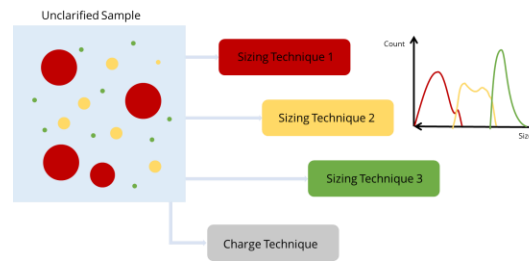 Unclarified Sample
Sizing Technique 1
Count
Sizing Technique 2
Sizing Technique 3
Charge Technique